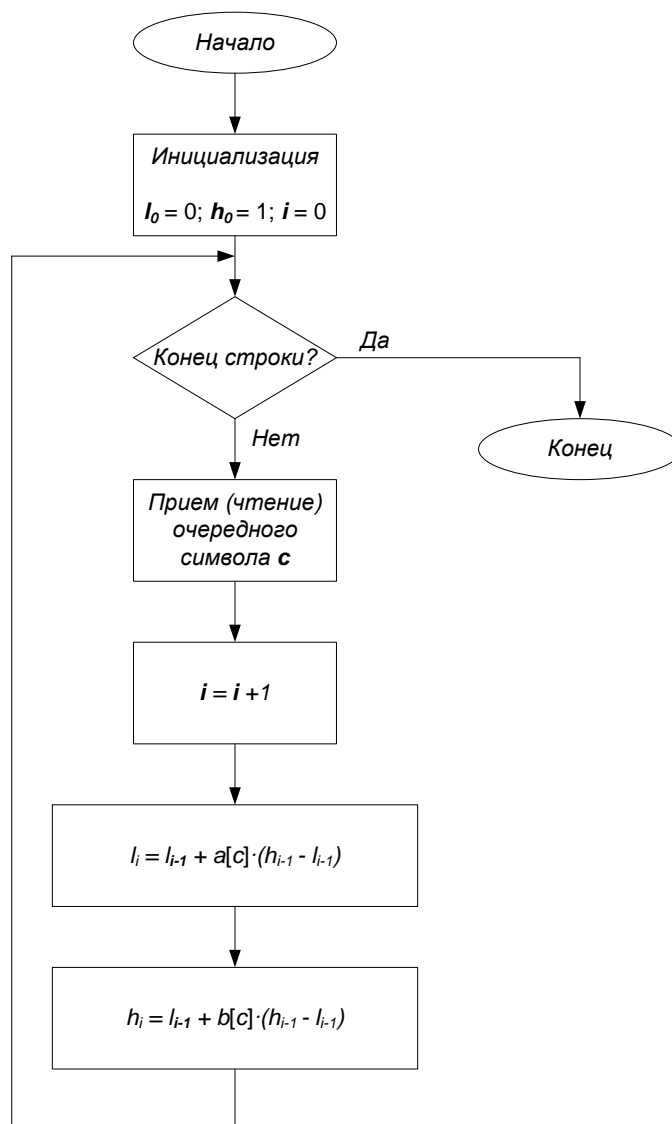 Начало
Инициализация
l₀ = 0; h₀ = 1; i = 0
Конец строки?
Да
Конец
Нет
Прием (чтение)
очередного
символа c
i = i +1
lᵢ = lᵢ₋₁ + a[c]·(hᵢ₋₁ - lᵢ₋₁)
hᵢ = lᵢ₋₁ + b[c]·(hᵢ₋₁ - lᵢ₋₁)